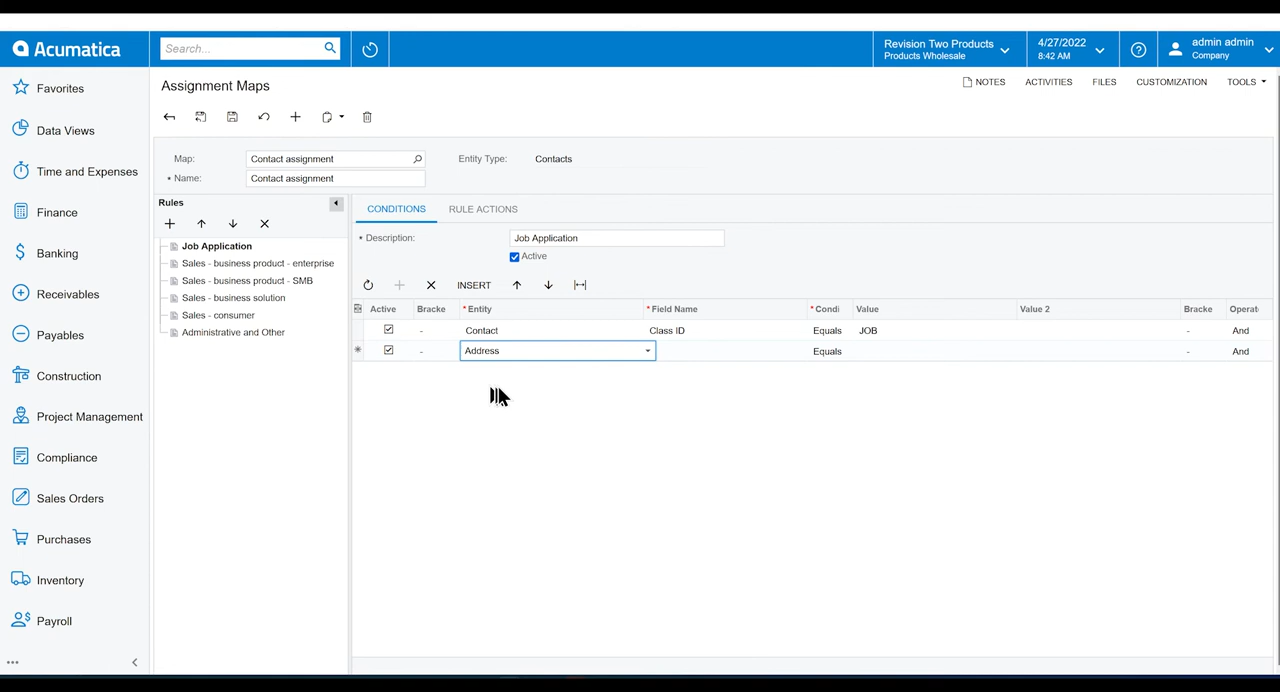 Acumatica
Search...
Revision Two Products
Products Wholesale
4/27/2022
8:42 AM
admin admin
Company
Favorites
Data Views
Time and Expenses
Finance
Banking
Receivables
Payables
Construction
Project Management
Compliance
Sales Orders
Purchases
Inventory
Payroll
Assignment Maps
NOTES ACTIVITIES FILES CUSTOMIZATION TOOLS
Map: Contact assignment Entity Type: Contacts
* Name: Contact assignment
Rules
Job Application
Sales - business product - enterprise
Sales - business product - SMB
Sales - business solution
Sales - consumer
Administrative and Other
CONDITIONS RULE ACTIONS
* Description: Job Application
Active
INSERT
Active Bracke * Entity * Field Name * Condi Value Value 2 Bracke Operat
- Contact Class ID Equals JOB - And
- Address Equals - And